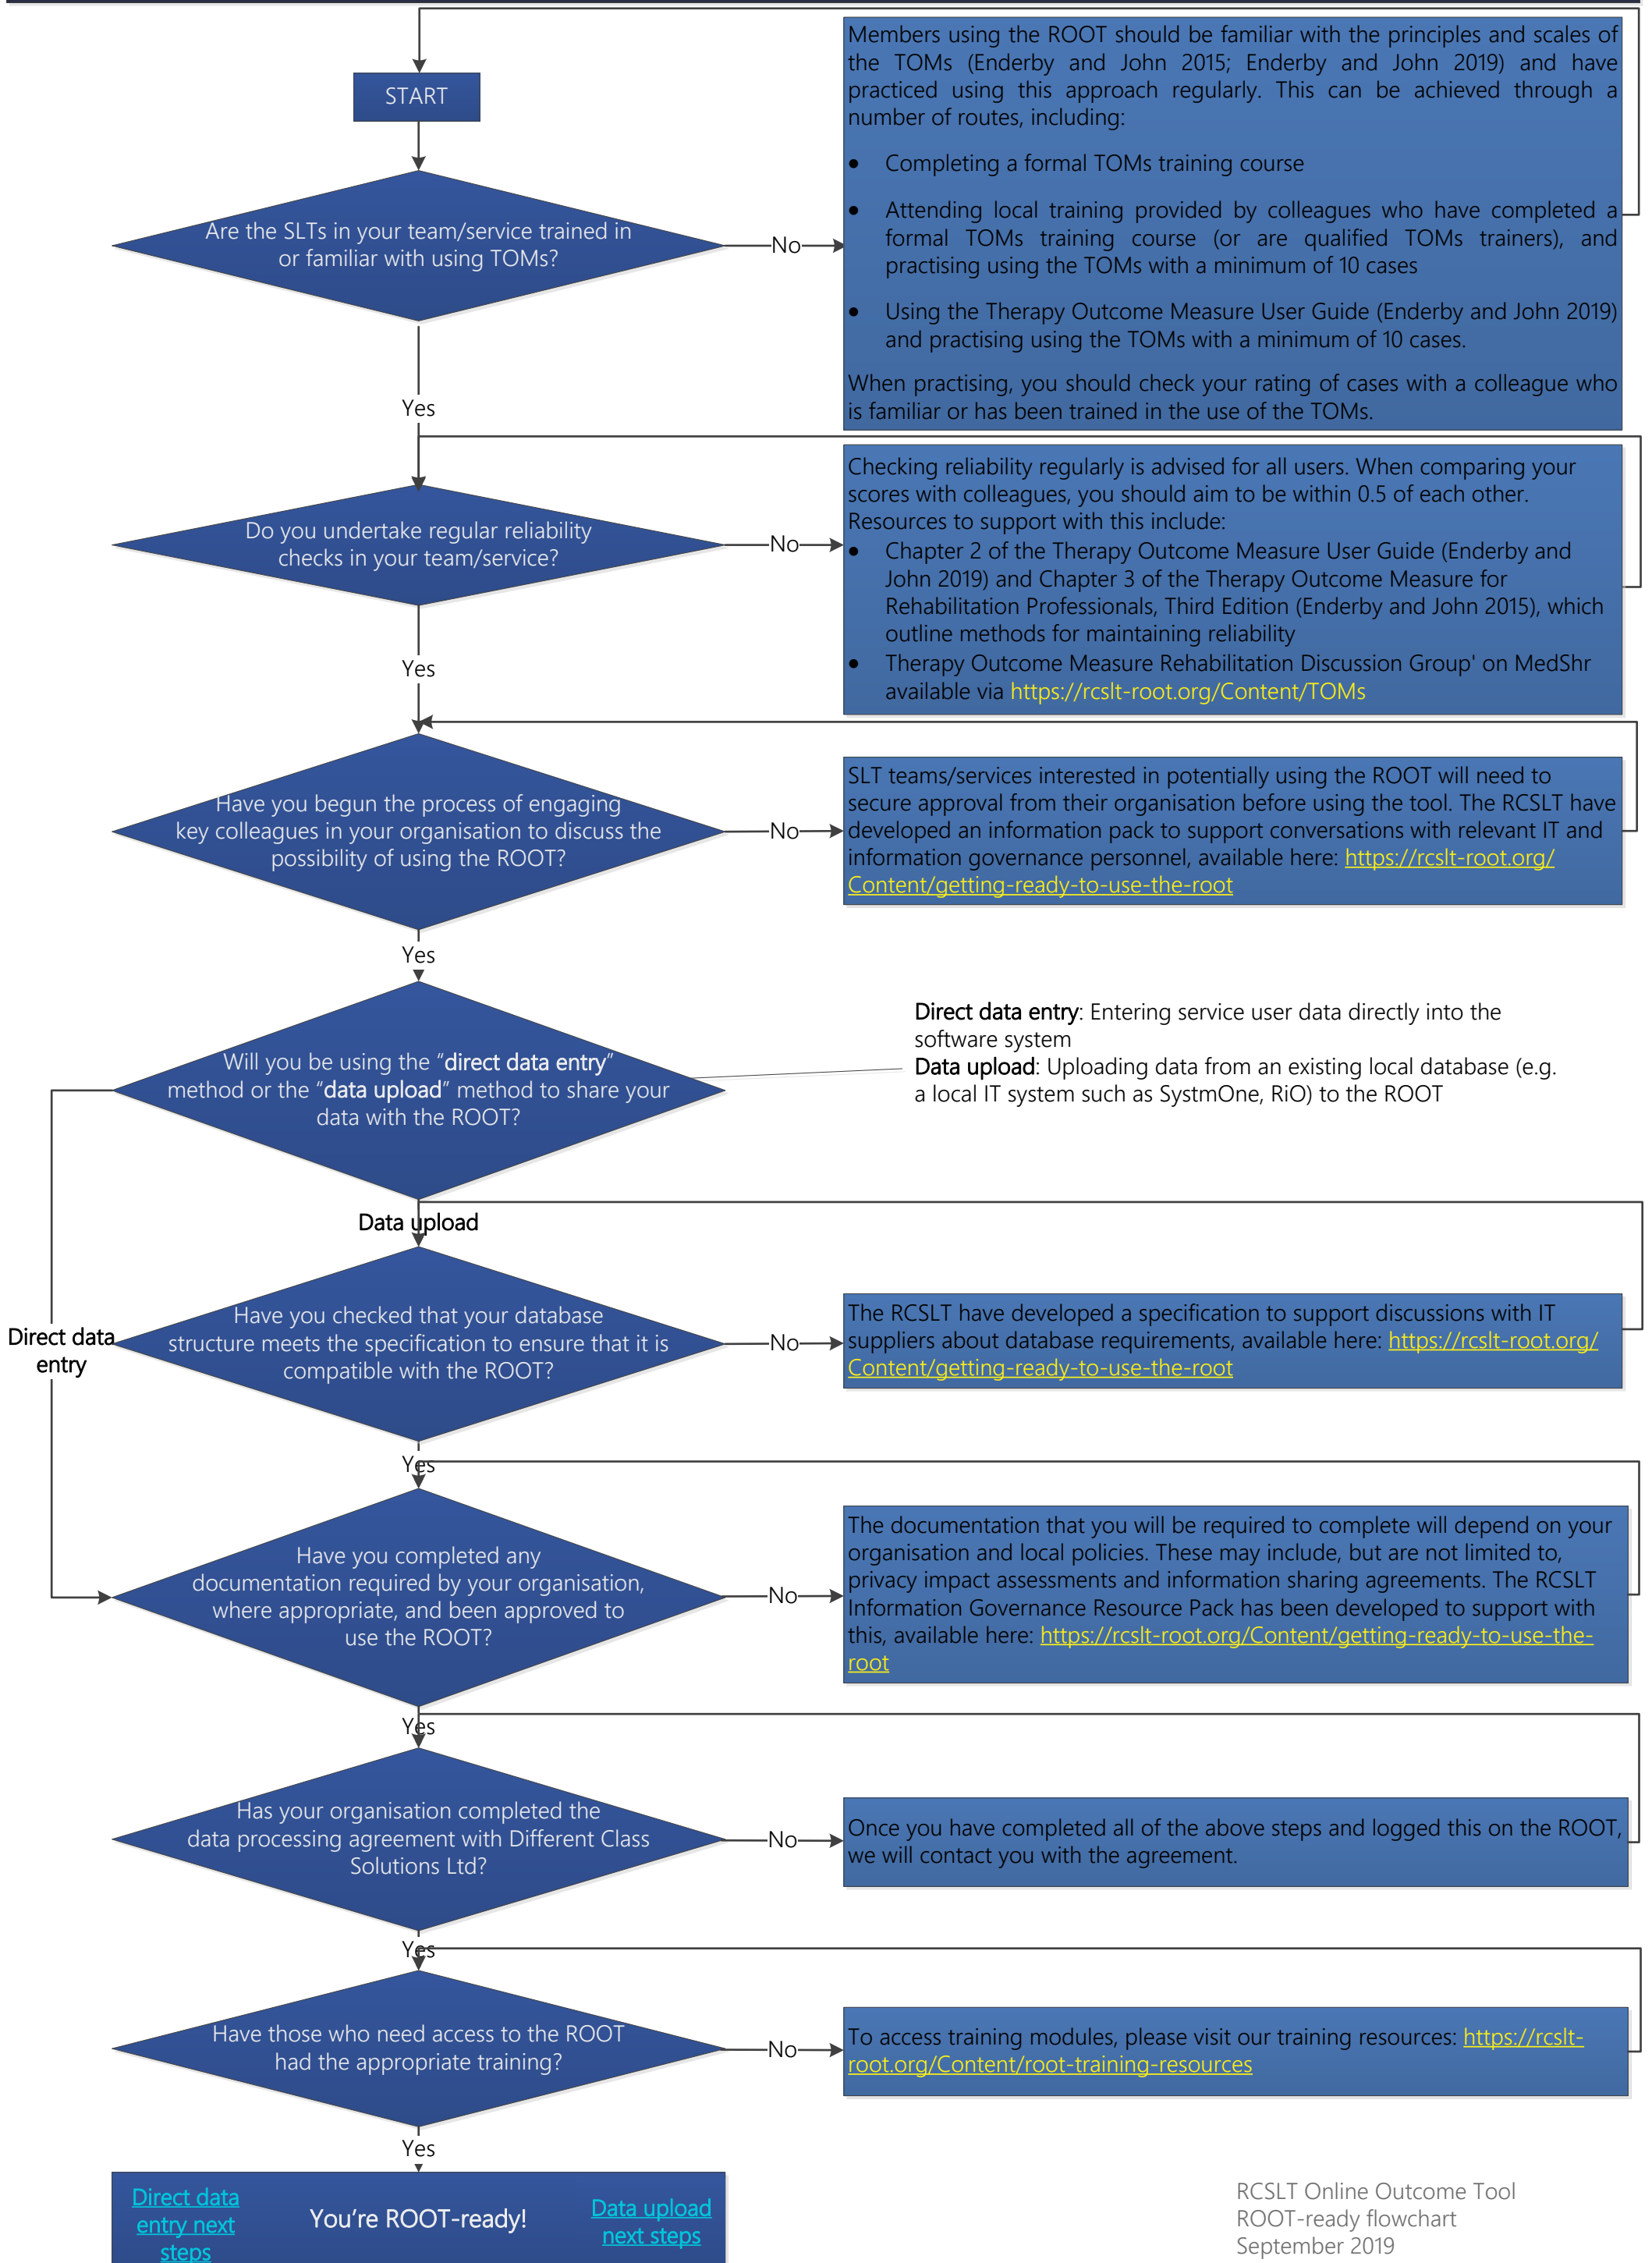 START
Members using the ROOT should be familiar with the principles and scales of
the TOMs (Enderby and John 2015; Enderby and John 2019) and have
practiced using this approach regularly. This can be achieved through a
number of routes, including:
• Completing a formal TOMs training course
• Attending local training provided by colleagues who have completed a
formal TOMs training course (or are qualified TOMs trainers), and
practising using the TOMs with a minimum of 10 cases
• Using the Therapy Outcome Measure User Guide (Enderby and John 2019)
and practising using the TOMs with a minimum of 10 cases.
When practising, you should check your rating of cases with a colleague who
is familiar or has been trained in the use of the TOMs.
Are the SLTs in your team/service trained in
or familiar with using TOMs?
No
Yes
Do you undertake regular reliability
checks in your team/service?
No
Checking reliability regularly is advised for all users. When comparing your
scores with colleagues, you should aim to be within 0.5 of each other.
Resources to support with this include:
• Chapter 2 of the Therapy Outcome Measure User Guide (Enderby and
John 2019) and Chapter 3 of the Therapy Outcome Measure for
Rehabilitation Professionals, Third Edition (Enderby and John 2015), which
outline methods for maintaining reliability
• Therapy Outcome Measure Rehabilitation Discussion Group' on MedShr
available via https://rcslt-root.org/Content/TOMs
Yes
Have you begun the process of engaging
key colleagues in your organisation to discuss the
possibility of using the ROOT?
No
SLT teams/services interested in potentially using the ROOT will need to
secure approval from their organisation before using the tool. The RCSLT have
developed an information pack to support conversations with relevant IT and
information governance personnel, available here: https://rcslt-root.org/
Content/getting-ready-to-use-the-root
Yes
Will you be using the “direct data entry”
method or the “data upload” method to share your
data with the ROOT?
Direct data entry: Entering service user data directly into the
software system
Data upload: Uploading data from an existing local database (e.g.
a local IT system such as SystmOne, RiO) to the ROOT
Data upload
Direct data
entry
Have you checked that your database
structure meets the specification to ensure that it is
compatible with the ROOT?
No
The RCSLT have developed a specification to support discussions with IT
suppliers about database requirements, available here: https://rcslt-root.org/
Content/getting-ready-to-use-the-root
Yes
Have you completed any
documentation required by your organisation,
where appropriate, and been approved to
use the ROOT?
No
The documentation that you will be required to complete will depend on your
organisation and local policies. These may include, but are not limited to,
privacy impact assessments and information sharing agreements. The RCSLT
Information Governance Resource Pack has been developed to support with
this, available here: https://rcslt-root.org/Content/getting-ready-to-use-the-
root
Yes
Has your organisation completed the
data processing agreement with Different Class
Solutions Ltd?
No
Once you have completed all of the above steps and logged this on the ROOT,
we will contact you with the agreement.
Yes
Have those who need access to the ROOT
had the appropriate training?
No
To access training modules, please visit our training resources: https://rcslt-
root.org/Content/root-training-resources
Yes
Direct data
entry next
steps
You’re ROOT-ready!
Data upload
next steps
RCSLT Online Outcome Tool
ROOT-ready flowchart
September 2019